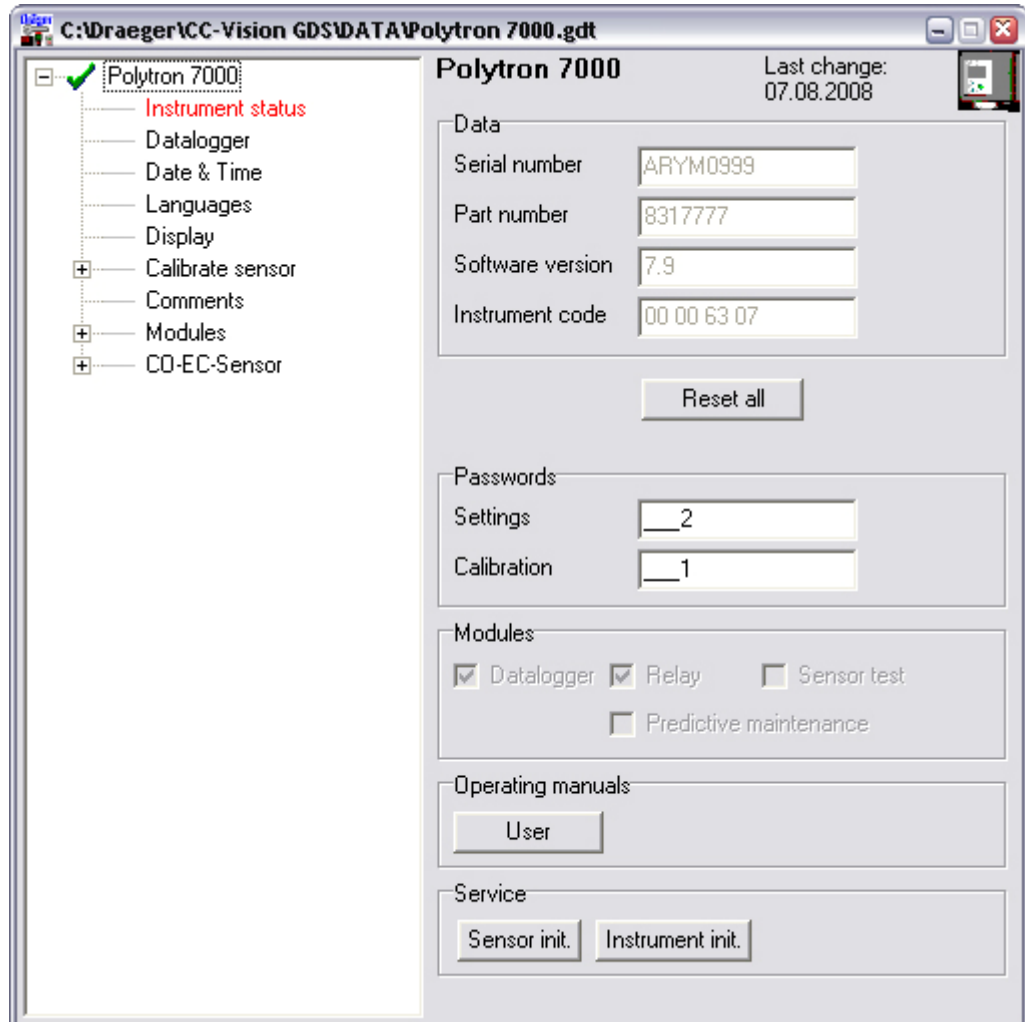 C:\Draeger\CC-Vision GDS\DATA\Polytron 7000.gdt
Polytron 7000
Instrument status
Datalogger
Date & Time
Languages
Display
Calibrate sensor
Comments
Modules
CO-EC-Sensor
Polytron 7000
Last change:
07.08.2008
Data
Serial number ARYM0999
Part number 8317777
Software version 7.9
Instrument code 00 00 63 07
Reset all
Passwords
Settings ___2
Calibration ___1
Modules
Datalogger Relay Sensor test
Predictive maintenance
Operating manuals
User
Service
Sensor init. Instrument init.